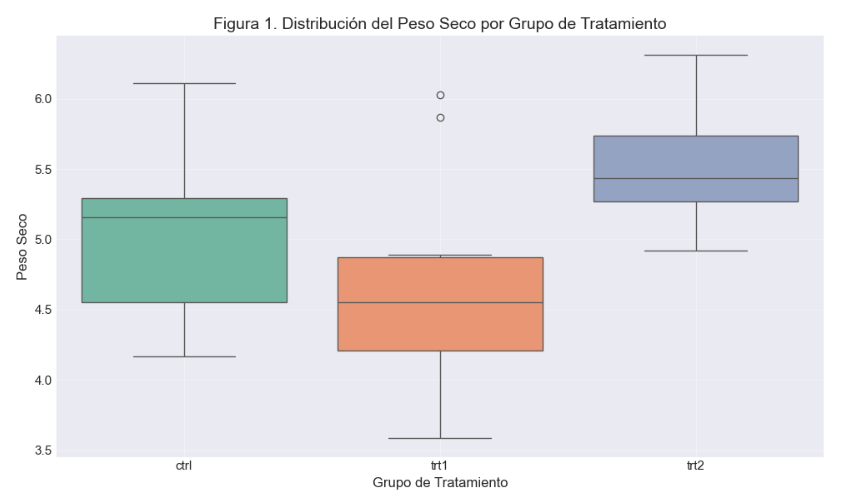 Figura 1. Distribución del Peso Seco por Grupo de Tratamiento
Peso Seco
6.0
5.5
5.0
4.5
4.0
3.5
ctrl
trt1
trt2
Grupo de Tratamiento